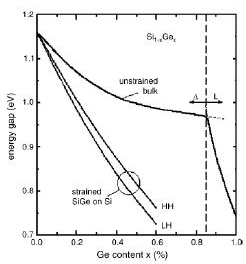 Si1-xGex
unstrained
bulk
Δ L
strained
SiGe on Si
HH
LH
energy gap (eV)
1.2
1.1
1.0
0.9
0.8
0.7
0.0 0.2 0.4 0.6 0.8 1.0
Ge content x (%)